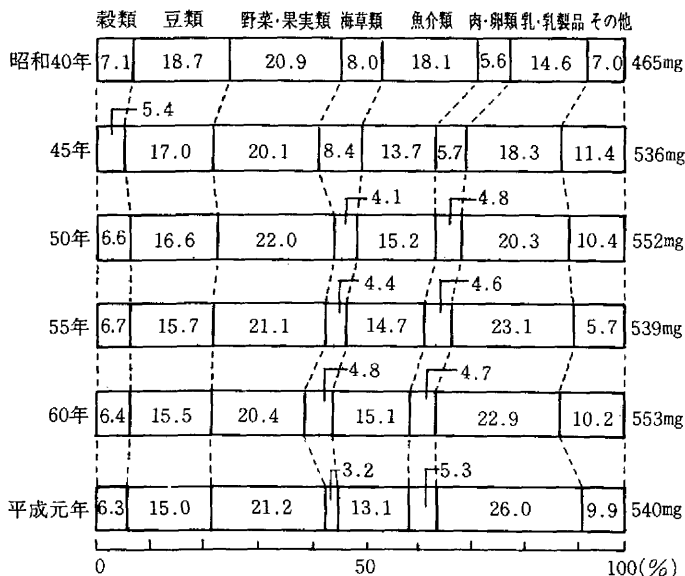 穀類 豆類 野菜・果実類 海草類 魚介類 肉・卵類 乳・乳製品 その他
昭和40年 7.1 18.7 20.9 8.0 18.1 5.6 14.6 7.0 465mg
5.4
45年 17.0 20.1 8.4 13.7 5.7 18.3 11.4 536mg
4.1 4.8
50年 6.6 16.6 22.0 15.2 20.3 10.4 552mg
4.4 4.6
55年 6.7 15.7 21.1 14.7 23.1 5.7 539mg
4.8 4.7
60年 6.4 15.5 20.4 15.1 22.9 10.2 553mg
3.2 5.3
平成元年 6.3 15.0 21.2 13.1 26.0 9.9 540mg
0 50 100(%)